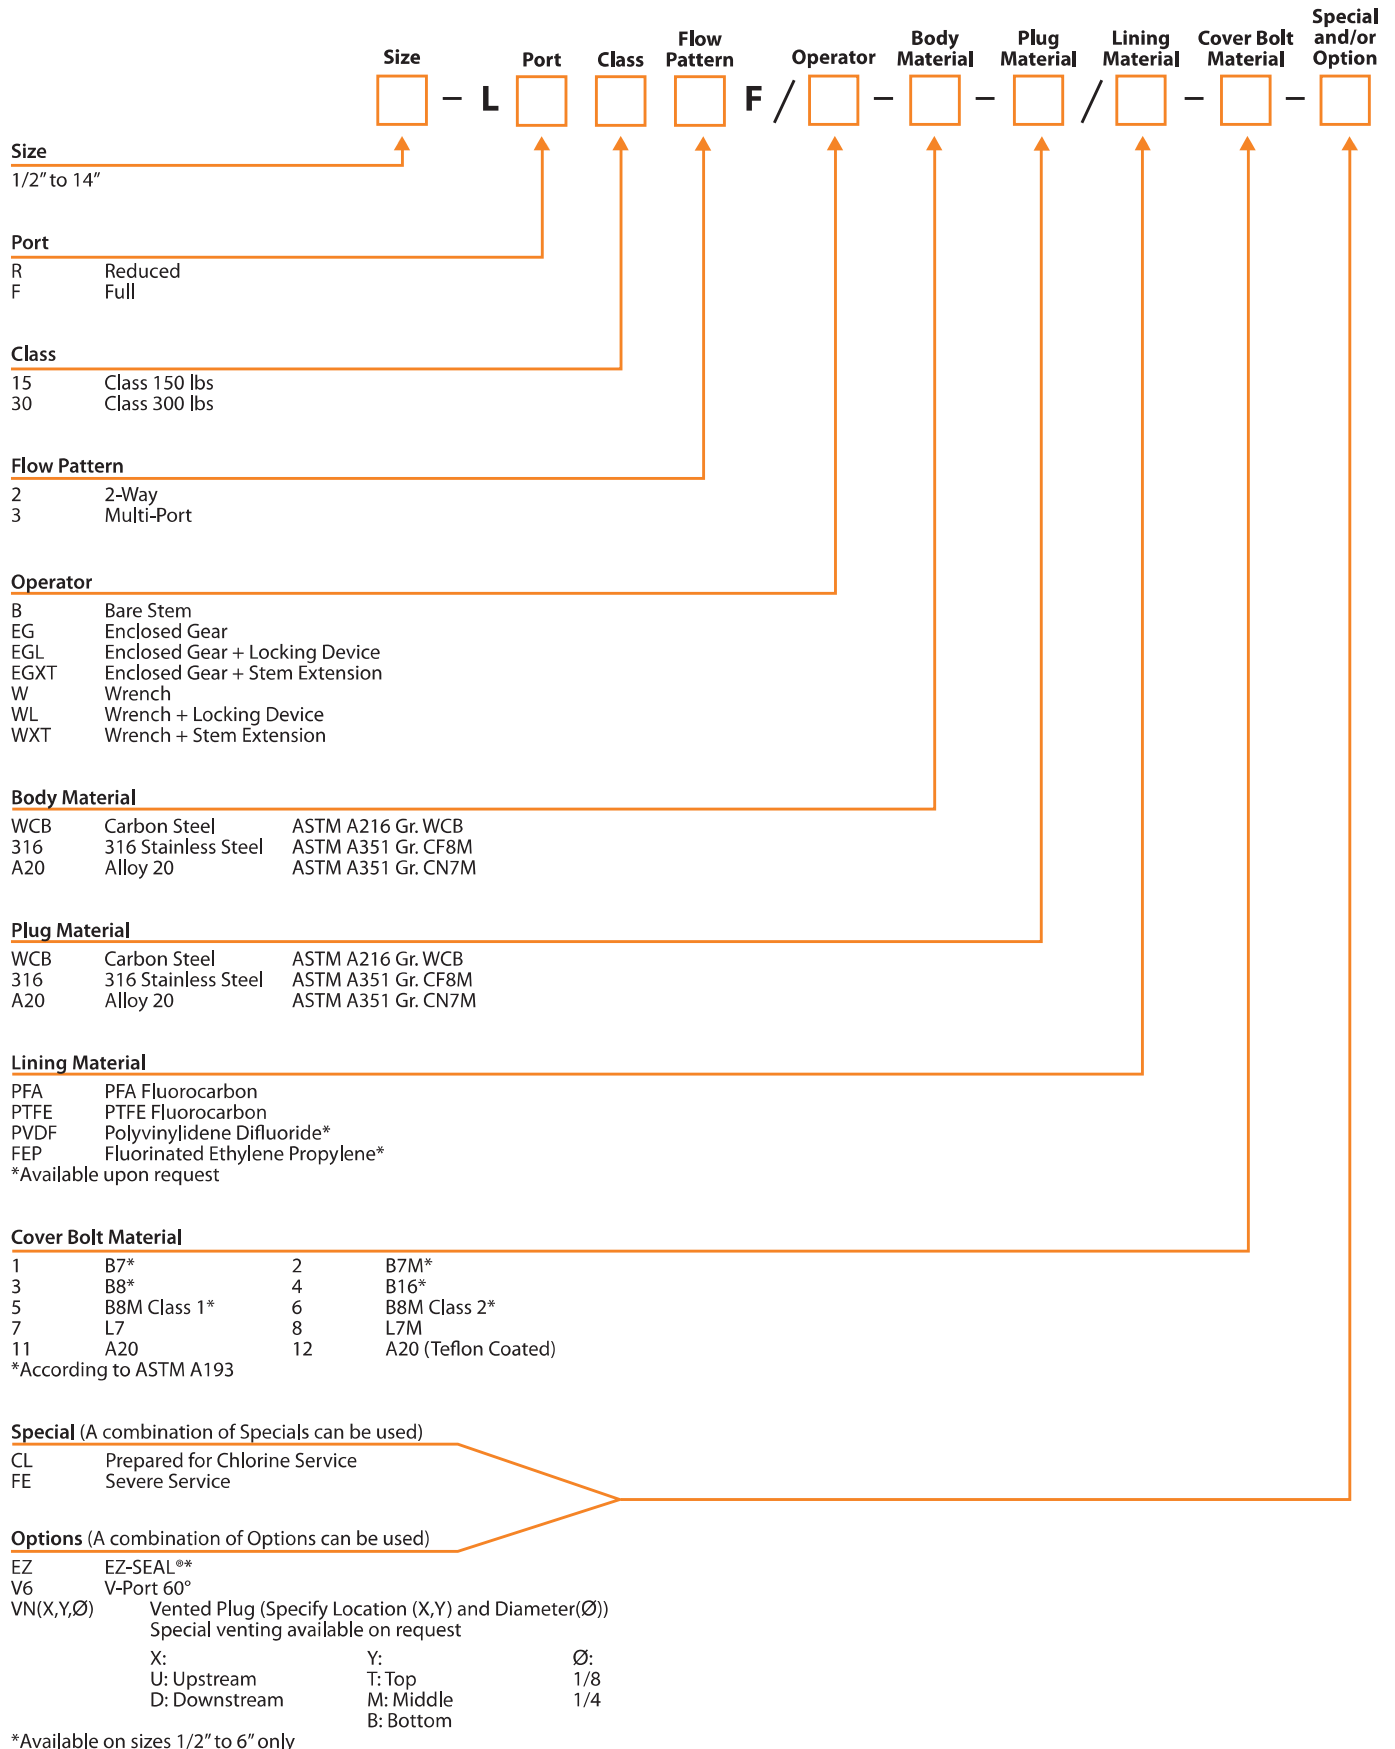 Size
Port
Class
Flow
Pattern
Operator
Body
Material
Plug
Material
Lining
Material
Cover Bolt
Material
Special
and/or
Option
– L F / – – / – –
Size
1/2" to 14"
Port
R Reduced
F Full
Class
15 Class 150 lbs
30 Class 300 lbs
Flow Pattern
2 2-Way
3 Multi-Port
Operator
B Bare Stem
EG Enclosed Gear
EGL Enclosed Gear + Locking Device
EGXT Enclosed Gear + Stem Extension
W Wrench
WL Wrench + Locking Device
WXT Wrench + Stem Extension
Body Material
WCB Carbon Steel ASTM A216 Gr. WCB
316 316 Stainless Steel ASTM A351 Gr. CF8M
A20 Alloy 20 ASTM A351 Gr. CN7M
Plug Material
WCB Carbon Steel ASTM A216 Gr. WCB
316 316 Stainless Steel ASTM A351 Gr. CF8M
A20 Alloy 20 ASTM A351 Gr. CN7M
Lining Material
PFA PFA Fluorocarbon
PTFE PTFE Fluorocarbon
PVDF Polyvinylidene Difluoride*
FEP Fluorinated Ethylene Propylene*
*Available upon request
Cover Bolt Material
1 B7* 2 B7M*
3 B8* 4 B16*
5 B8M Class 1* 6 B8M Class 2*
7 L7 8 L7M
11 A20 12 A20 (Teflon Coated)
*According to ASTM A193
Special (A combination of Specials can be used)
CL Prepared for Chlorine Service
FE Severe Service
Options (A combination of Options can be used)
EZ EZ-SEAL®*
V6 V-Port 60°
VN(X,Y,Ø) Vented Plug (Specify Location (X,Y) and Diameter(Ø))
Special venting available on request
X: Y: Ø:
U: Upstream T: Top 1/8
D: Downstream M: Middle 1/4
B: Bottom
*Available on sizes 1/2" to 6" only